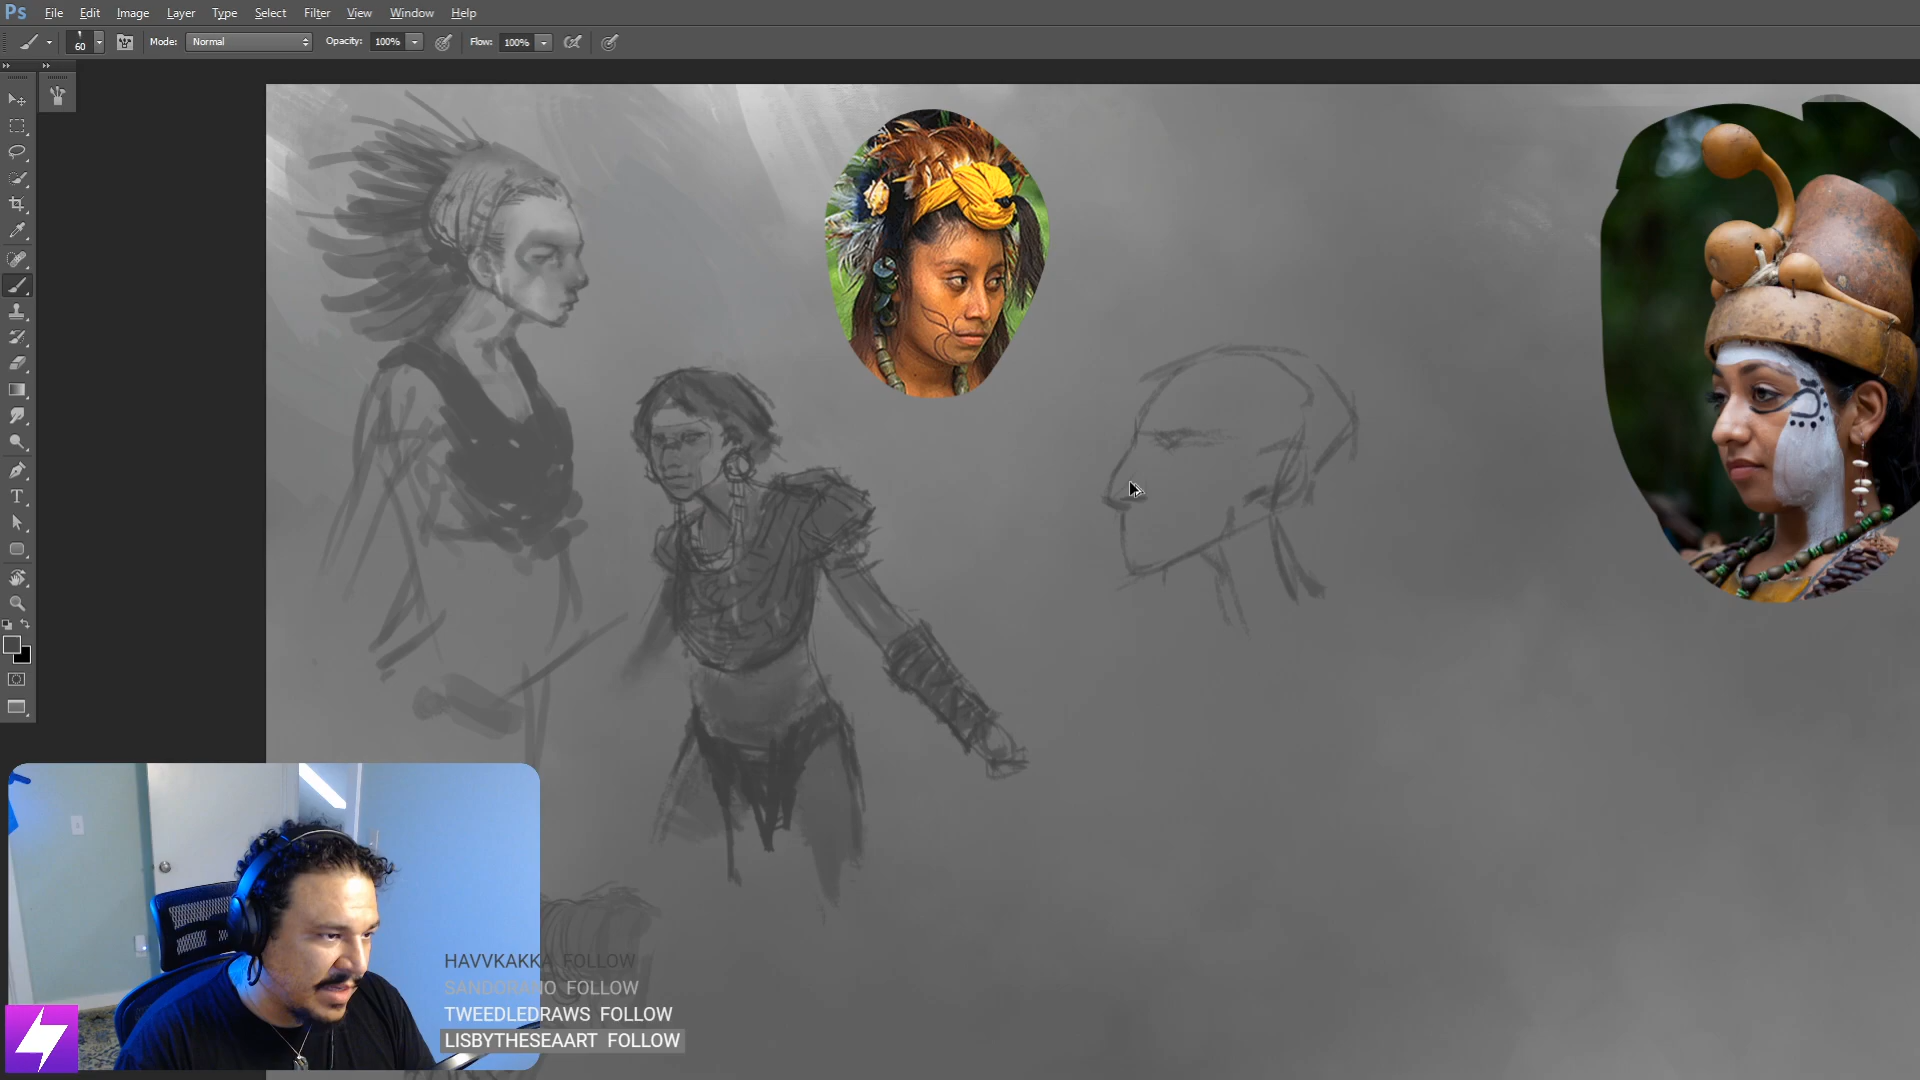 Ps File Edit Image Layer Type Select Filter View Window Help
60 Mode: Normal Opacity: 100% Flow: 100%
T
HAVVKAKKA FOLLOW
SANDORANO FOLLOW
TWEEDLEDRAWS FOLLOW
LISBYTHESEAART FOLLOW